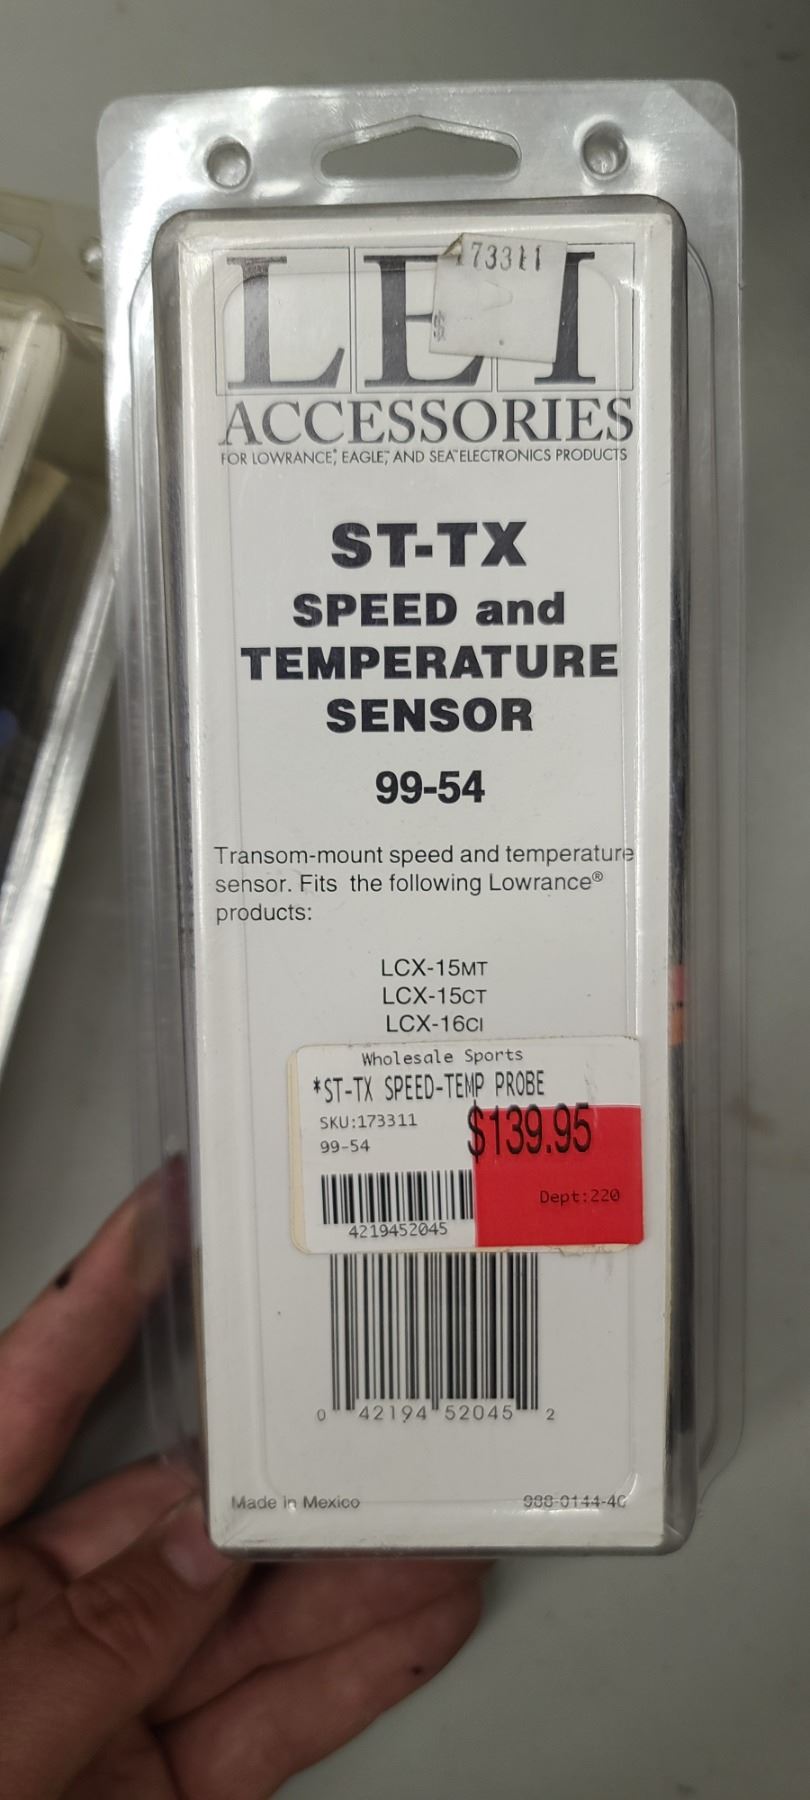 LEI
173311
$
ACCESSORIES
FOR LOWRANCE®, EAGLE™, AND SEA™ ELECTRONICS PRODUCTS
ST-TX
SPEED and
TEMPERATURE
SENSOR
99-54
Transom-mount speed and temperature
sensor. Fits the following Lowrance®
products:
LCX-15MT
LCX-15CT
LCX-16CI
Wholesale Sports
*ST-TX SPEED-TEMP PROBE
SKU:173311
$139.95
99-54
Dept:220
4219452045
0 42194 52045 2
Made in Mexico
988-0144-40